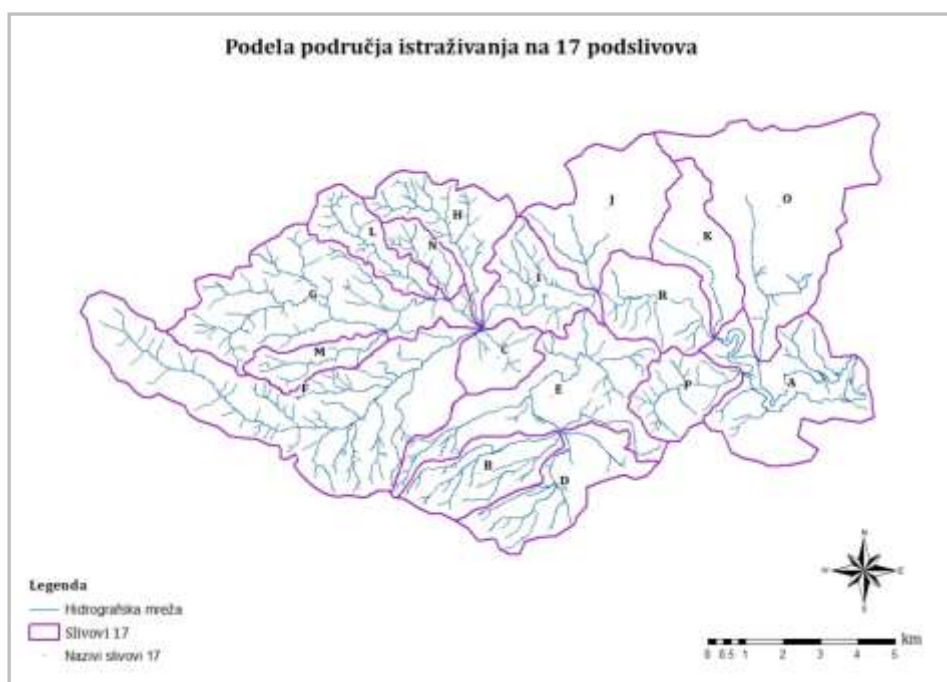 Podela područja istraživanja na 17 podslivova
J
O
H
L
N
K
I
G
R
C
M
F
E
P
A
B
D
N
W
E
S
Legenda
Hidrografska mreža
Slivovi 17
Nazivi slivovi 17
km
0 0.5 1 2 3 4 5